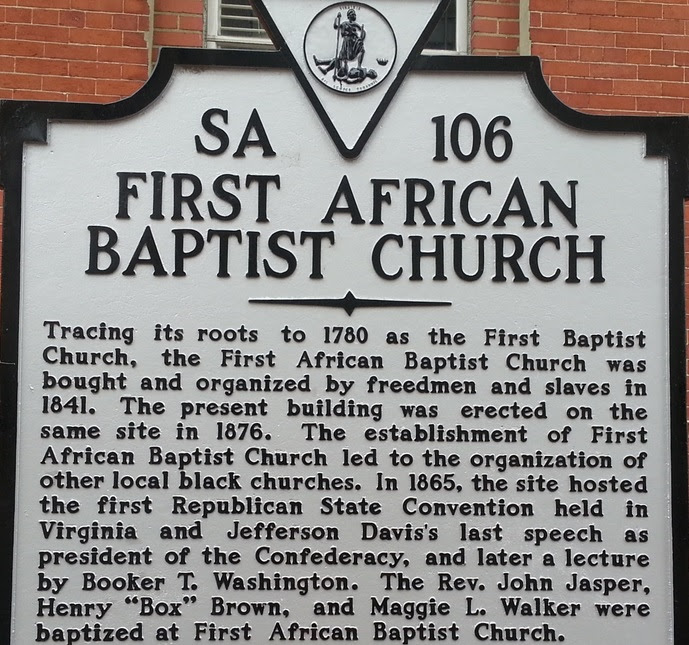 SA 106
FIRST AFRICAN
BAPTIST CHURCH
Tracing its roots to 1780 as the First Baptist
Church, the First African Baptist Church was
bought and organized by freedmen and slaves in
1841. The present building was erected on the
same site in 1876. The establishment of First
African Baptist Church led to the organization of
other local black churches. In 1865, the site hosted
the first Republican State Convention held in
Virginia and Jefferson Davis's last speech as
president of the Confederacy, and later a lecture
by Booker T. Washington. The Rev. John Jasper,
Henry "Box" Brown, and Maggie L. Walker were
baptized at First African Baptist Church.